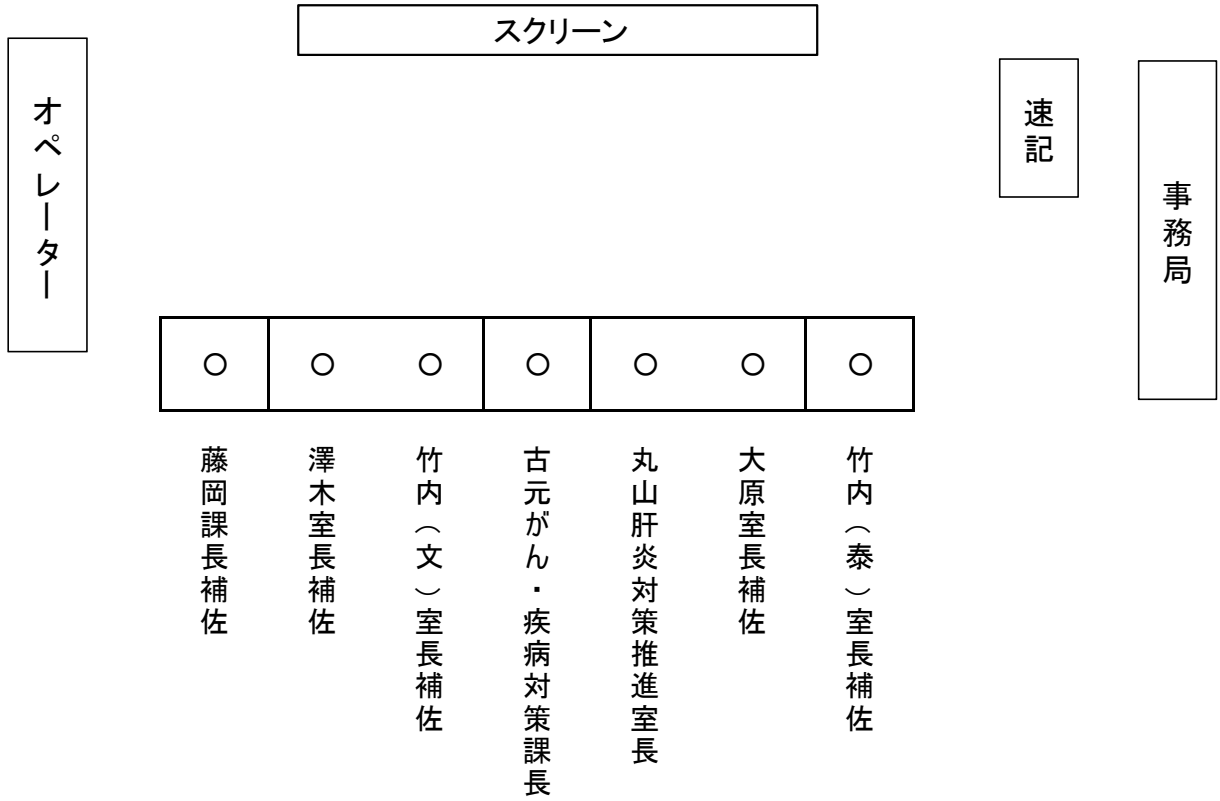 スクリーン
オペレーター
速記
事務局
○ ○ ○ ○ ○ ○ ○
藤岡課長補佐
澤木室長補佐
竹内（文）室長補佐
古元がん・疾病対策課長
丸山肝炎対策推進室長
大原室長補佐
竹内（泰）室長補佐